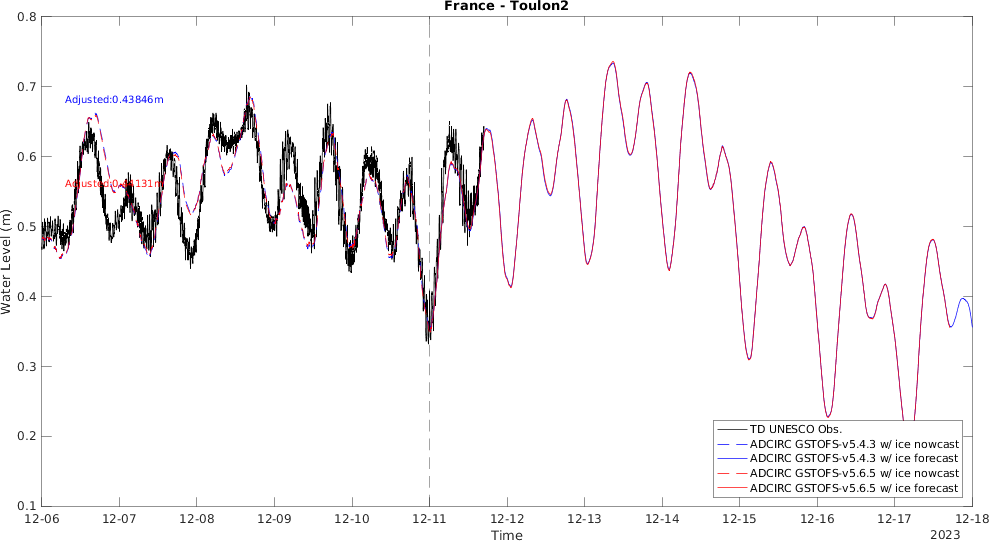 France - Toulon2
0.8
0.7
0.6
0.5
0.4
0.3
0.2
0.1
Water Level (m)
Adjusted:0.43846m
12-06
12-07
12-08
12-09
12-10
12-11
12-12
12-13
12-14
12-15
12-16
12-17
12-18
Time
2023
TD UNESCO Obs.
ADCIRC GSTOFS-v5.4.3 w/ ice nowcast
ADCIRC GSTOFS-v5.4.3 w/ ice forecast
ADCIRC GSTOFS-v5.6.5 w/ ice nowcast
ADCIRC GSTOFS-v5.6.5 w/ ice forecast